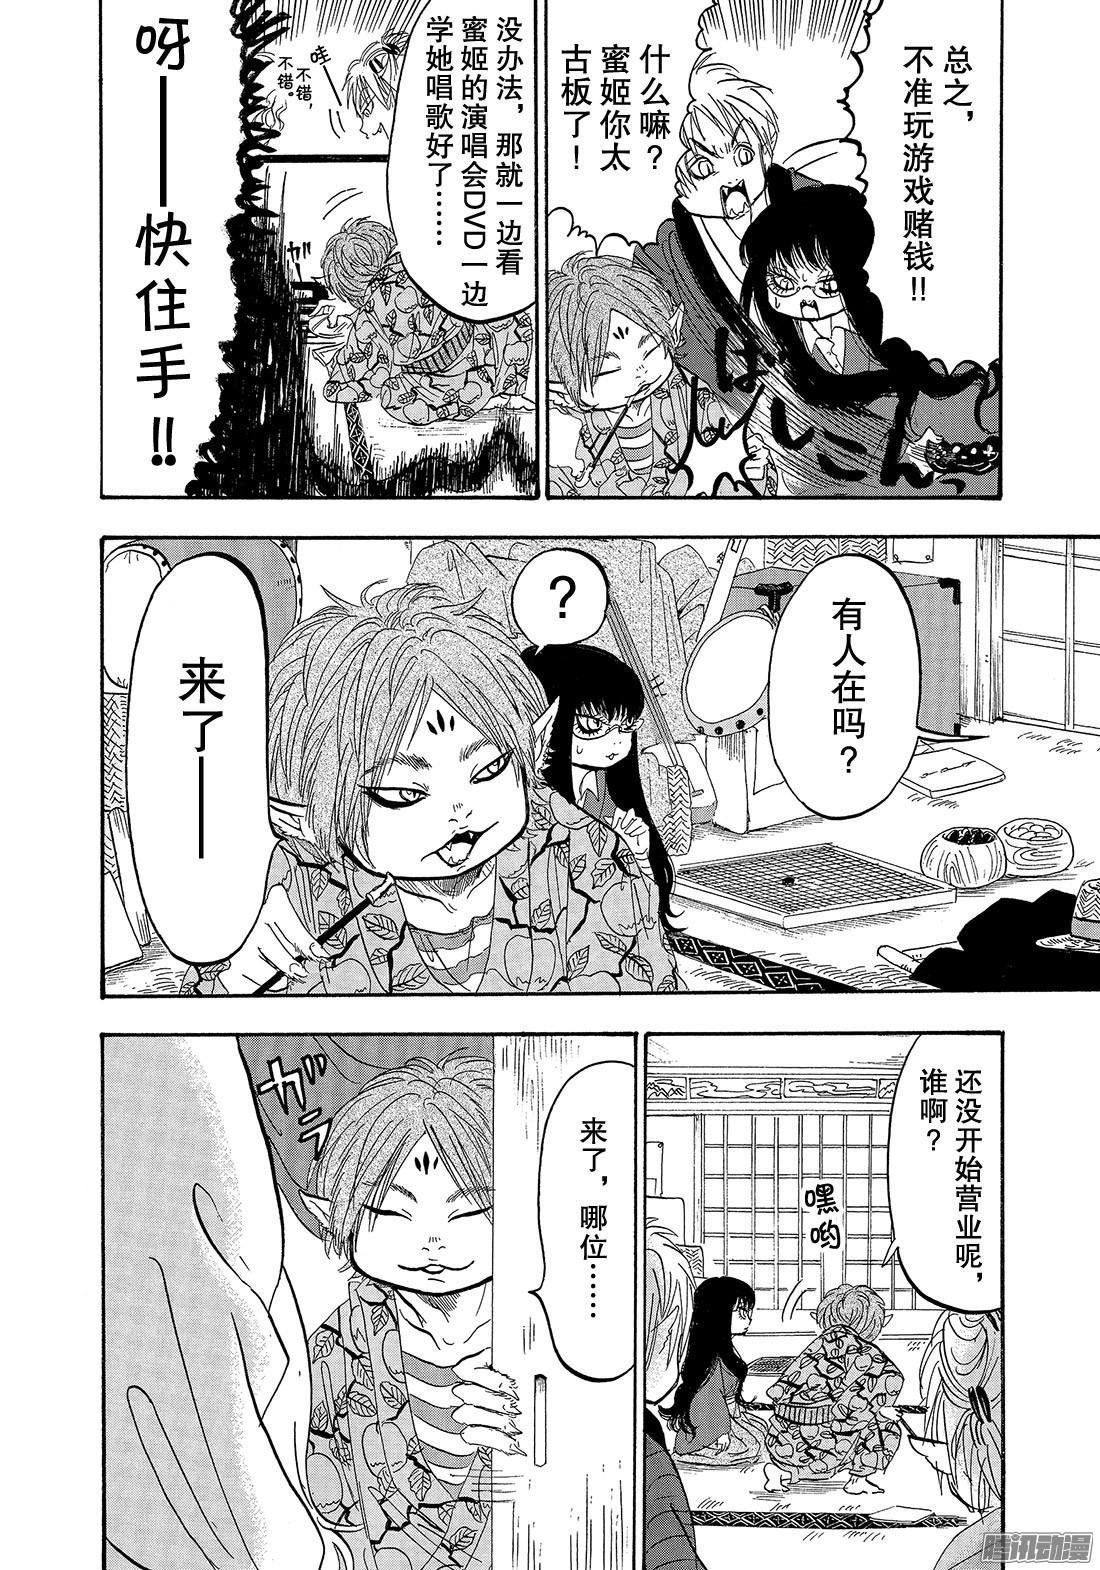 总之，
不准玩游戏赌钱!!
什么嘛？
蜜姬你太
古板了！
ばしこーん
没办法，那就一边看
蜜姬的演唱会DVD一边
学她唱歌好了……
哇
不错，
不错。
呀——快住手!!
有人在吗？
？
来了——
还没开始营业呢，
谁啊？
嘿
哟
来了，哪位……
ガラ
腾讯动漫